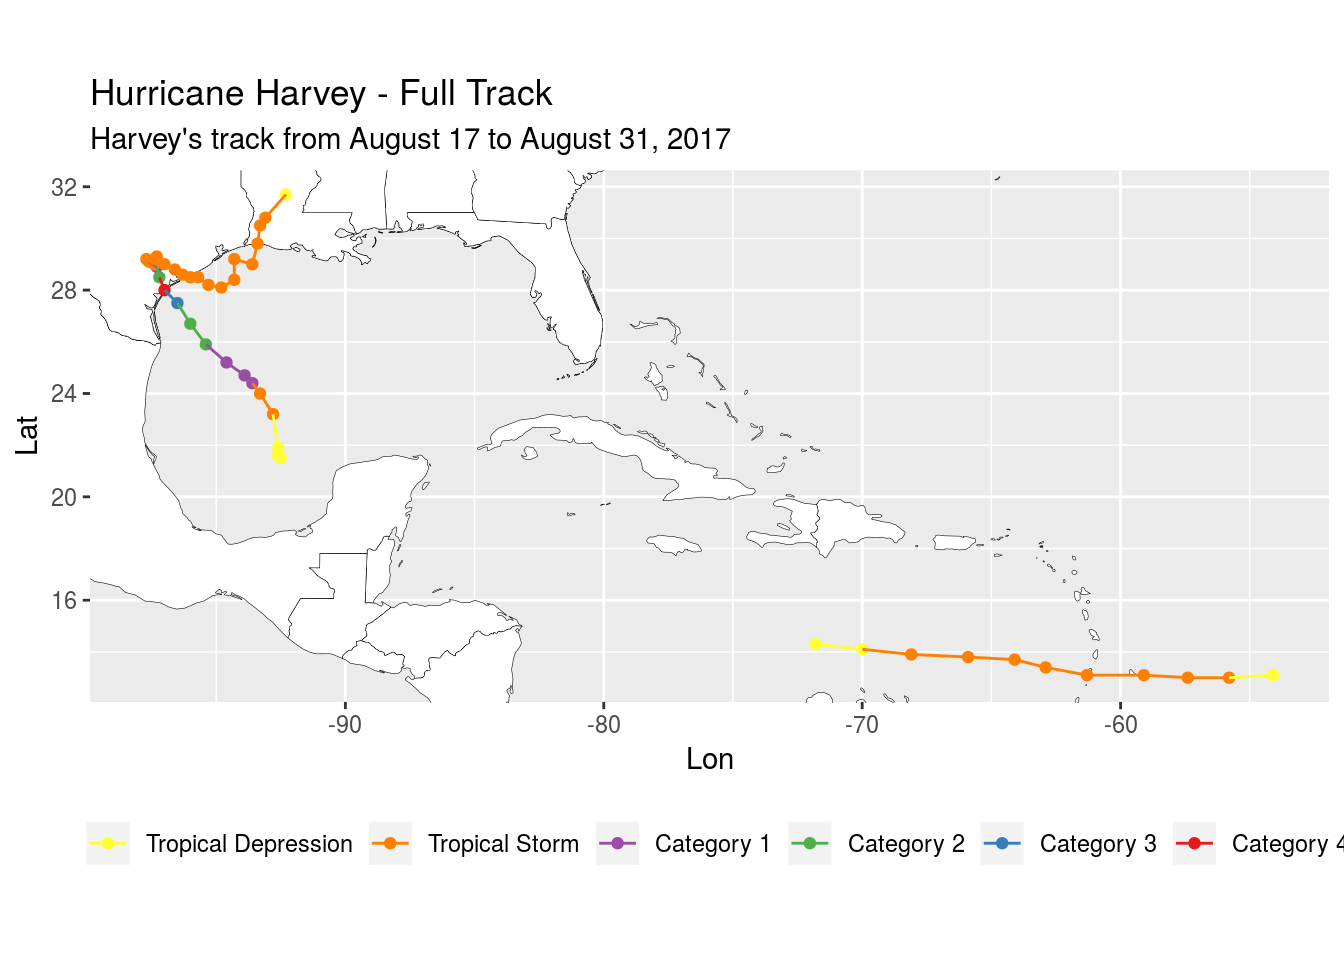 Hurricane Harvey - Full Track
Harvey's track from August 17 to August 31, 2017
32
28
24
20
16
Lat
-90 -80 -70 -60
Lon
Tropical Depression Tropical Storm Category 1 Category 2 Category 3 Category 4